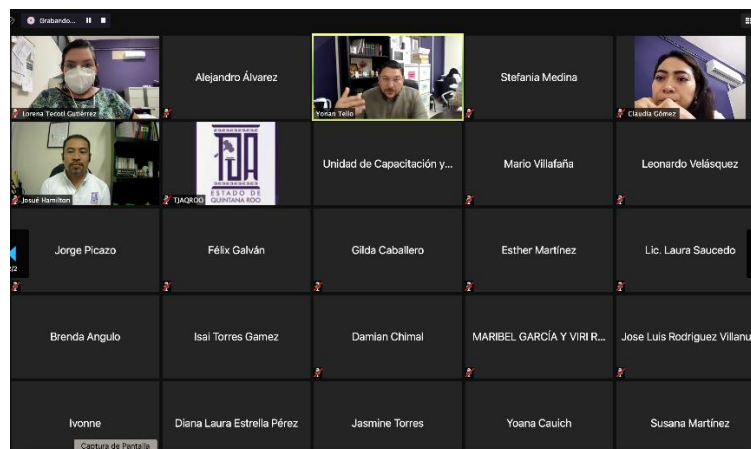 Grabando...
Lorena Tecotl Gutiérrez
Alejandro Álvarez
Yonan Tello
Stefania Medina
Claudia Gómez
Josué Hamilton
TJA
ESTADO DE
QUINTANA ROO
TJAQROO
Unidad de Capacitación y...
Mario Villafaña
Leonardo Velásquez
Jorge Picazo
Félix Galván
Gilda Caballero
Esther Martínez
Lic. Laura Saucedo
2/2
Brenda Angulo
Isai Torres Gamez
Damian Chimal
MARIBEL GARCÍA Y VIRI R...
Jose Luis Rodriguez Villanu
Ivonne
Diana Laura Estrella Pérez
Jasmine Torres
Yoana Cauich
Susana Martínez
Captura de Pantalla